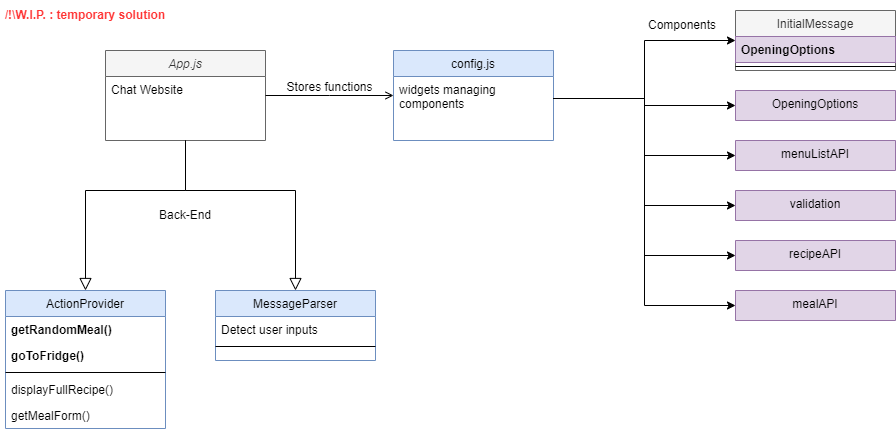 /!\W.I.P. : temporary solution
App.js
Chat Website
Stores functions
config.js
widgets managing
components
Components
InitialMessage
OpeningOptions
OpeningOptions
menuListAPI
validation
recipeAPI
mealAPI
Back-End
ActionProvider
getRandomMeal()
goToFridge()
displayFullRecipe()
getMealForm()
MessageParser
Detect user inputs